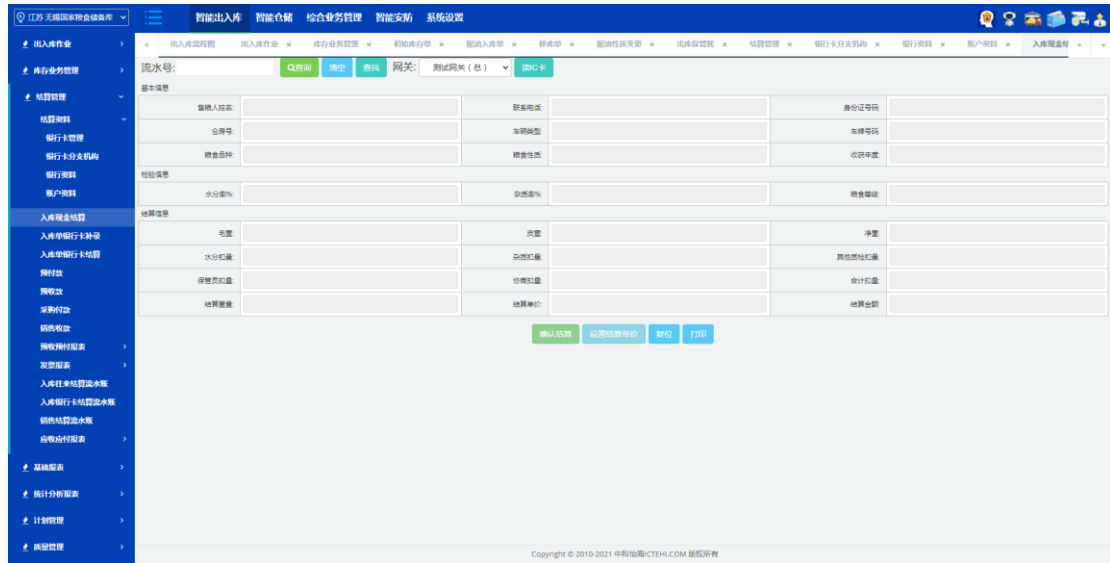 江苏无锡国家粮食储备库 智能出入库 智能仓储 综合业务管理 智能安防 系统设置
出入库作业
库存业务管理
结算管理
结算资料
银行卡管理
银行卡分支机构
银行资料
账户资料
入库现金结算
入库单银行卡补录
入库单银行卡结算
预付款
预收款
采购付款
销售收款
预收预付报表
发票报表
入库往来结算流水账
入库银行卡结算流水账
销售结算流水账
应收应付报表
基础报表
统计分析报表
计划管理
质量管理
« 出入库流程图 出入库作业 × 库存业务管理 × 初始库存单 × 粮油入库单 × 移库单 × 粮油性质变更 × 出库保管耗 × 结算管理 × 银行卡分支机构 × 银行资料 × 账户资料 × 入库现金结 »
流水号: 查询 清空 查找 网关: 测试网关(总) 读IC卡
基本信息
售粮人姓名: 联系电话: 身份证号码:
仓房号: 车辆类型: 车牌号码:
粮食品种: 粮食性质: 收获年度:
检验信息
水分率%: 杂质率%: 粮食等级:
结算信息
毛重: 皮重: 净重:
水分扣量: 杂质扣量: 其他质检扣量:
保管员扣量: 协商扣量: 合计扣量:
结算重量: 结算单价: 结算金额:
确认结算 设置结算单价 复位 打印
Copyright © 2010-2021 中科怡海ICTEHI.COM 版权所有